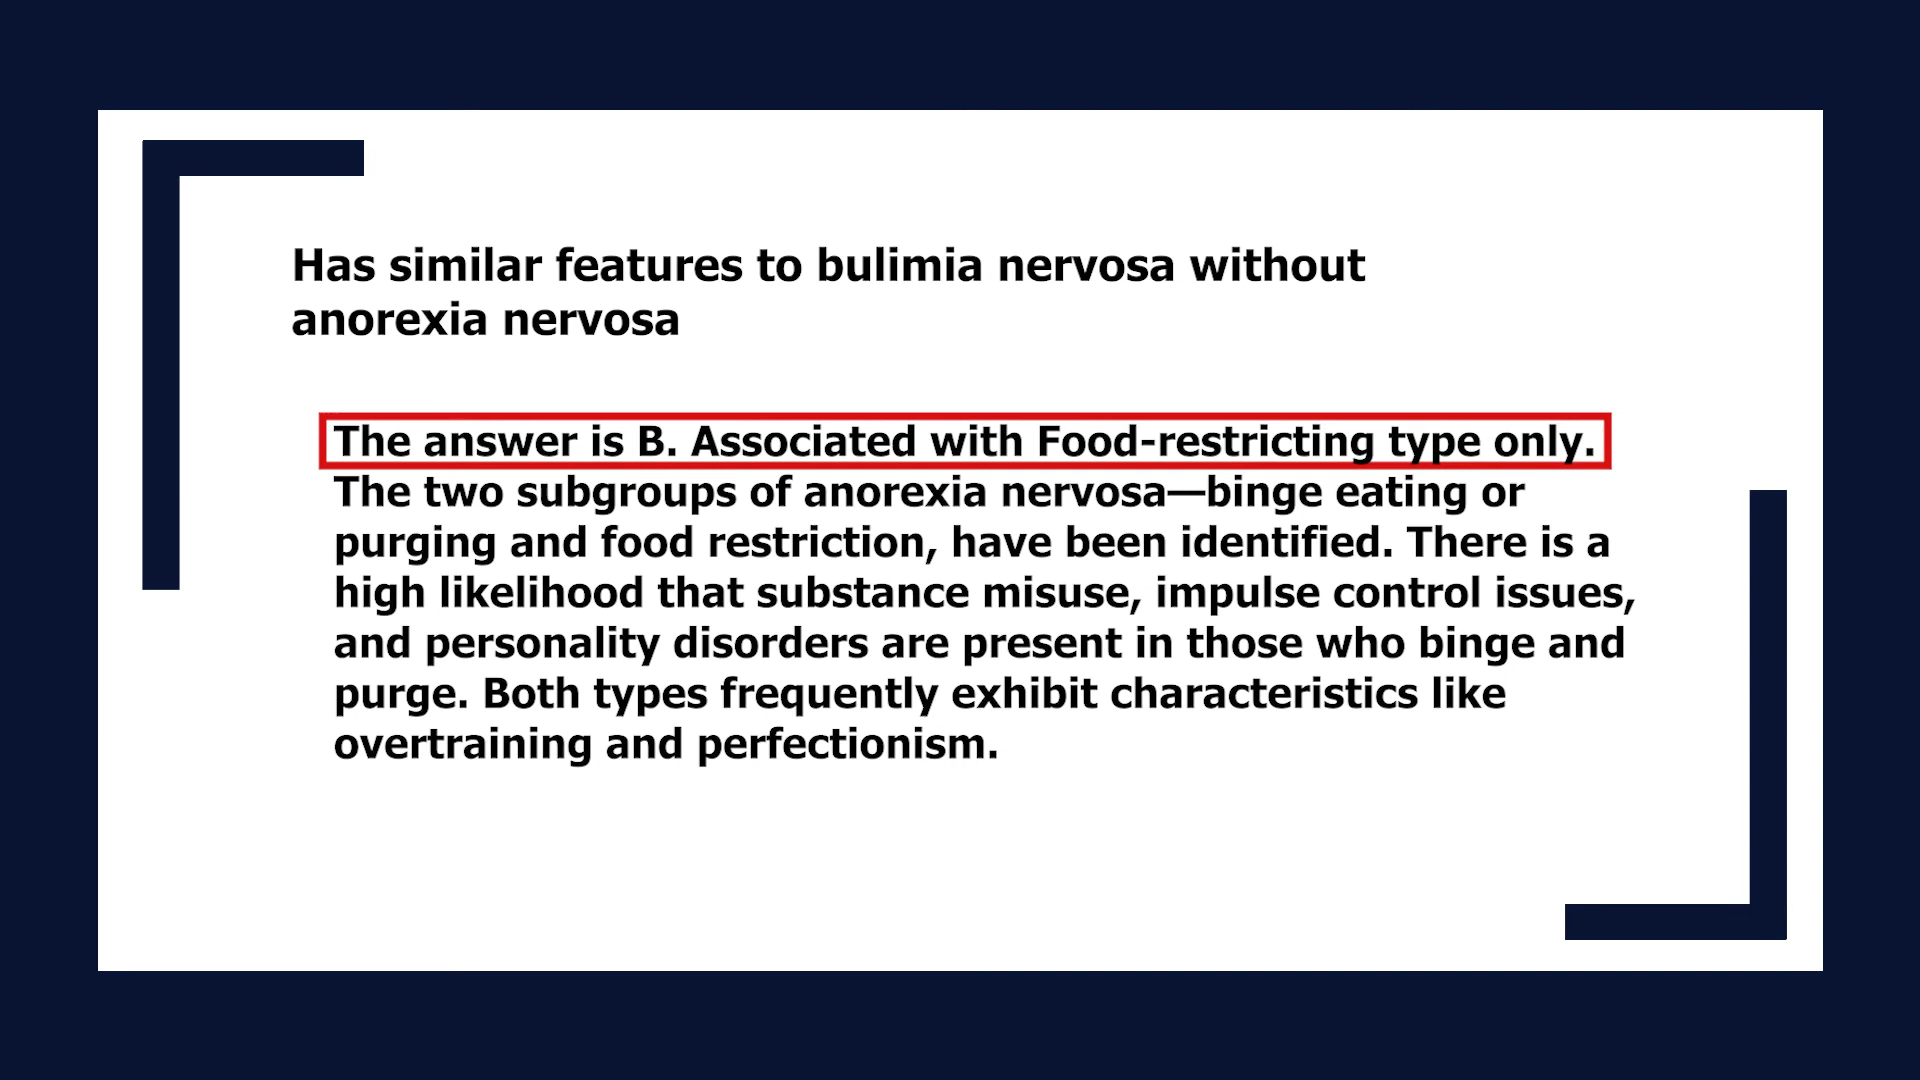 Has similar features to bulimia nervosa without
anorexia nervosa
The answer is B. Associated with Food-restricting type only.
The two subgroups of anorexia nervosa—binge eating or
purging and food restriction, have been identified. There is a
high likelihood that substance misuse, impulse control issues,
and personality disorders are present in those who binge and
purge. Both types frequently exhibit characteristics like
overtraining and perfectionism.